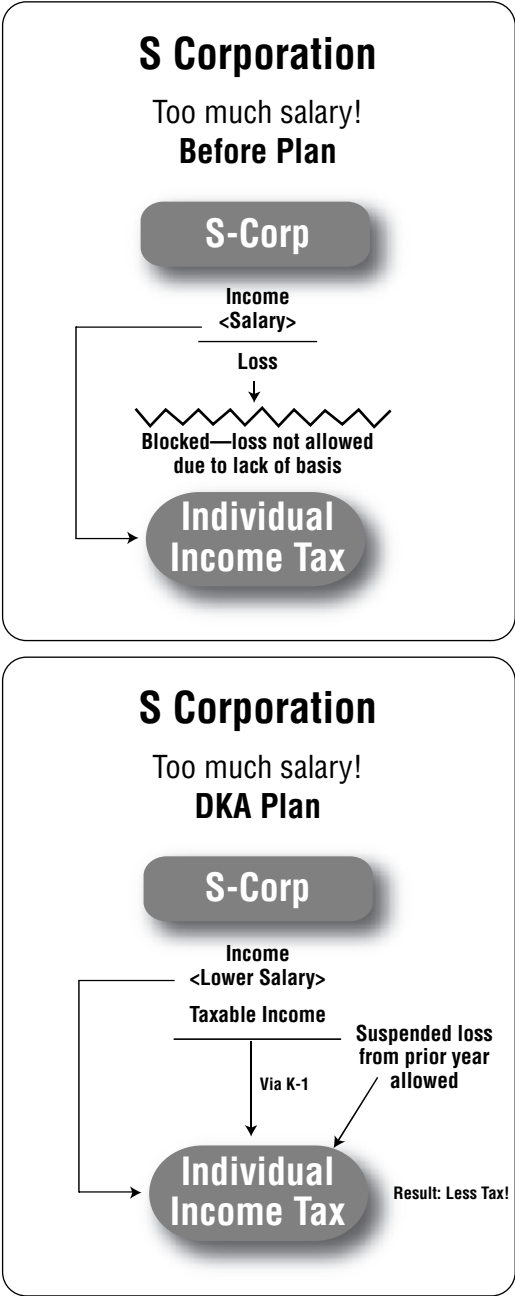 S Corporation
Too much salary!
Before Plan
S-Corp
Income
<Salary>
Loss
Blocked—loss not allowed
due to lack of basis
Individual
Income Tax
S Corporation
Too much salary!
DKA Plan
S-Corp
Income
<Lower Salary>
Taxable Income
Suspended loss
from prior year
allowed
Via K-1
Individual
Income Tax
Result: Less Tax!